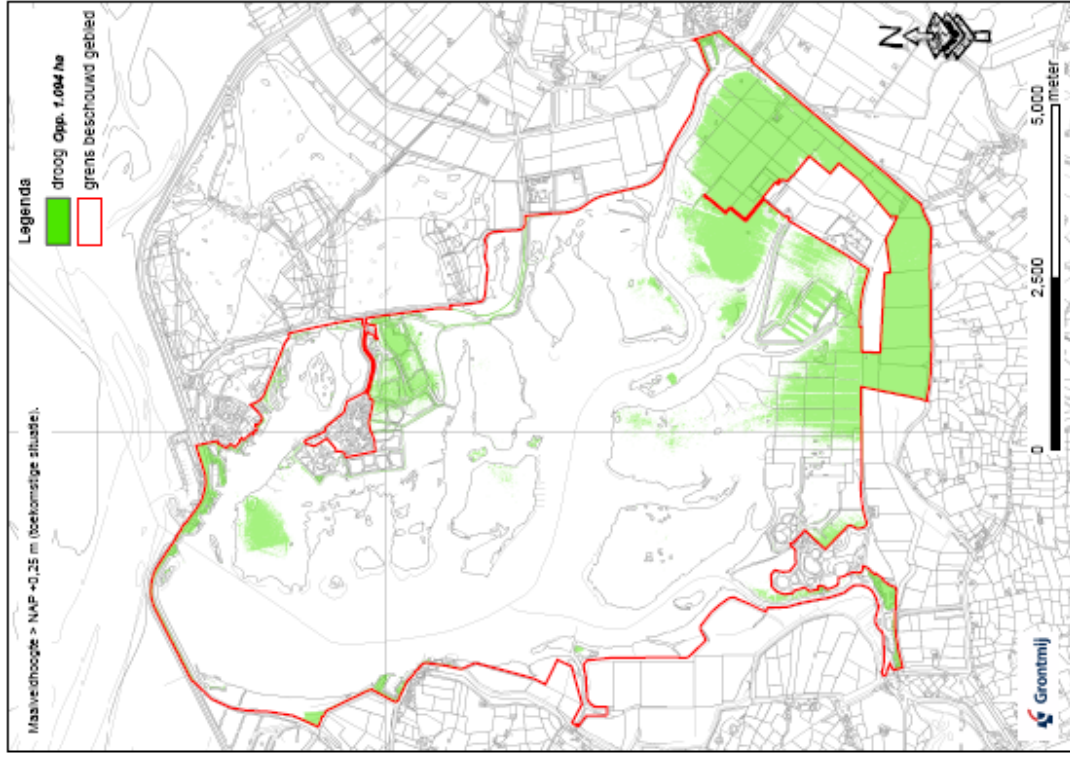 Maaiveldhoogte > NAP +0,25 m (toekomstige situatie).
Legenda
droog Opp. 1.094 ha
grens beschouwd gebied
N
0 2,500 5,000
meter
Grontmij